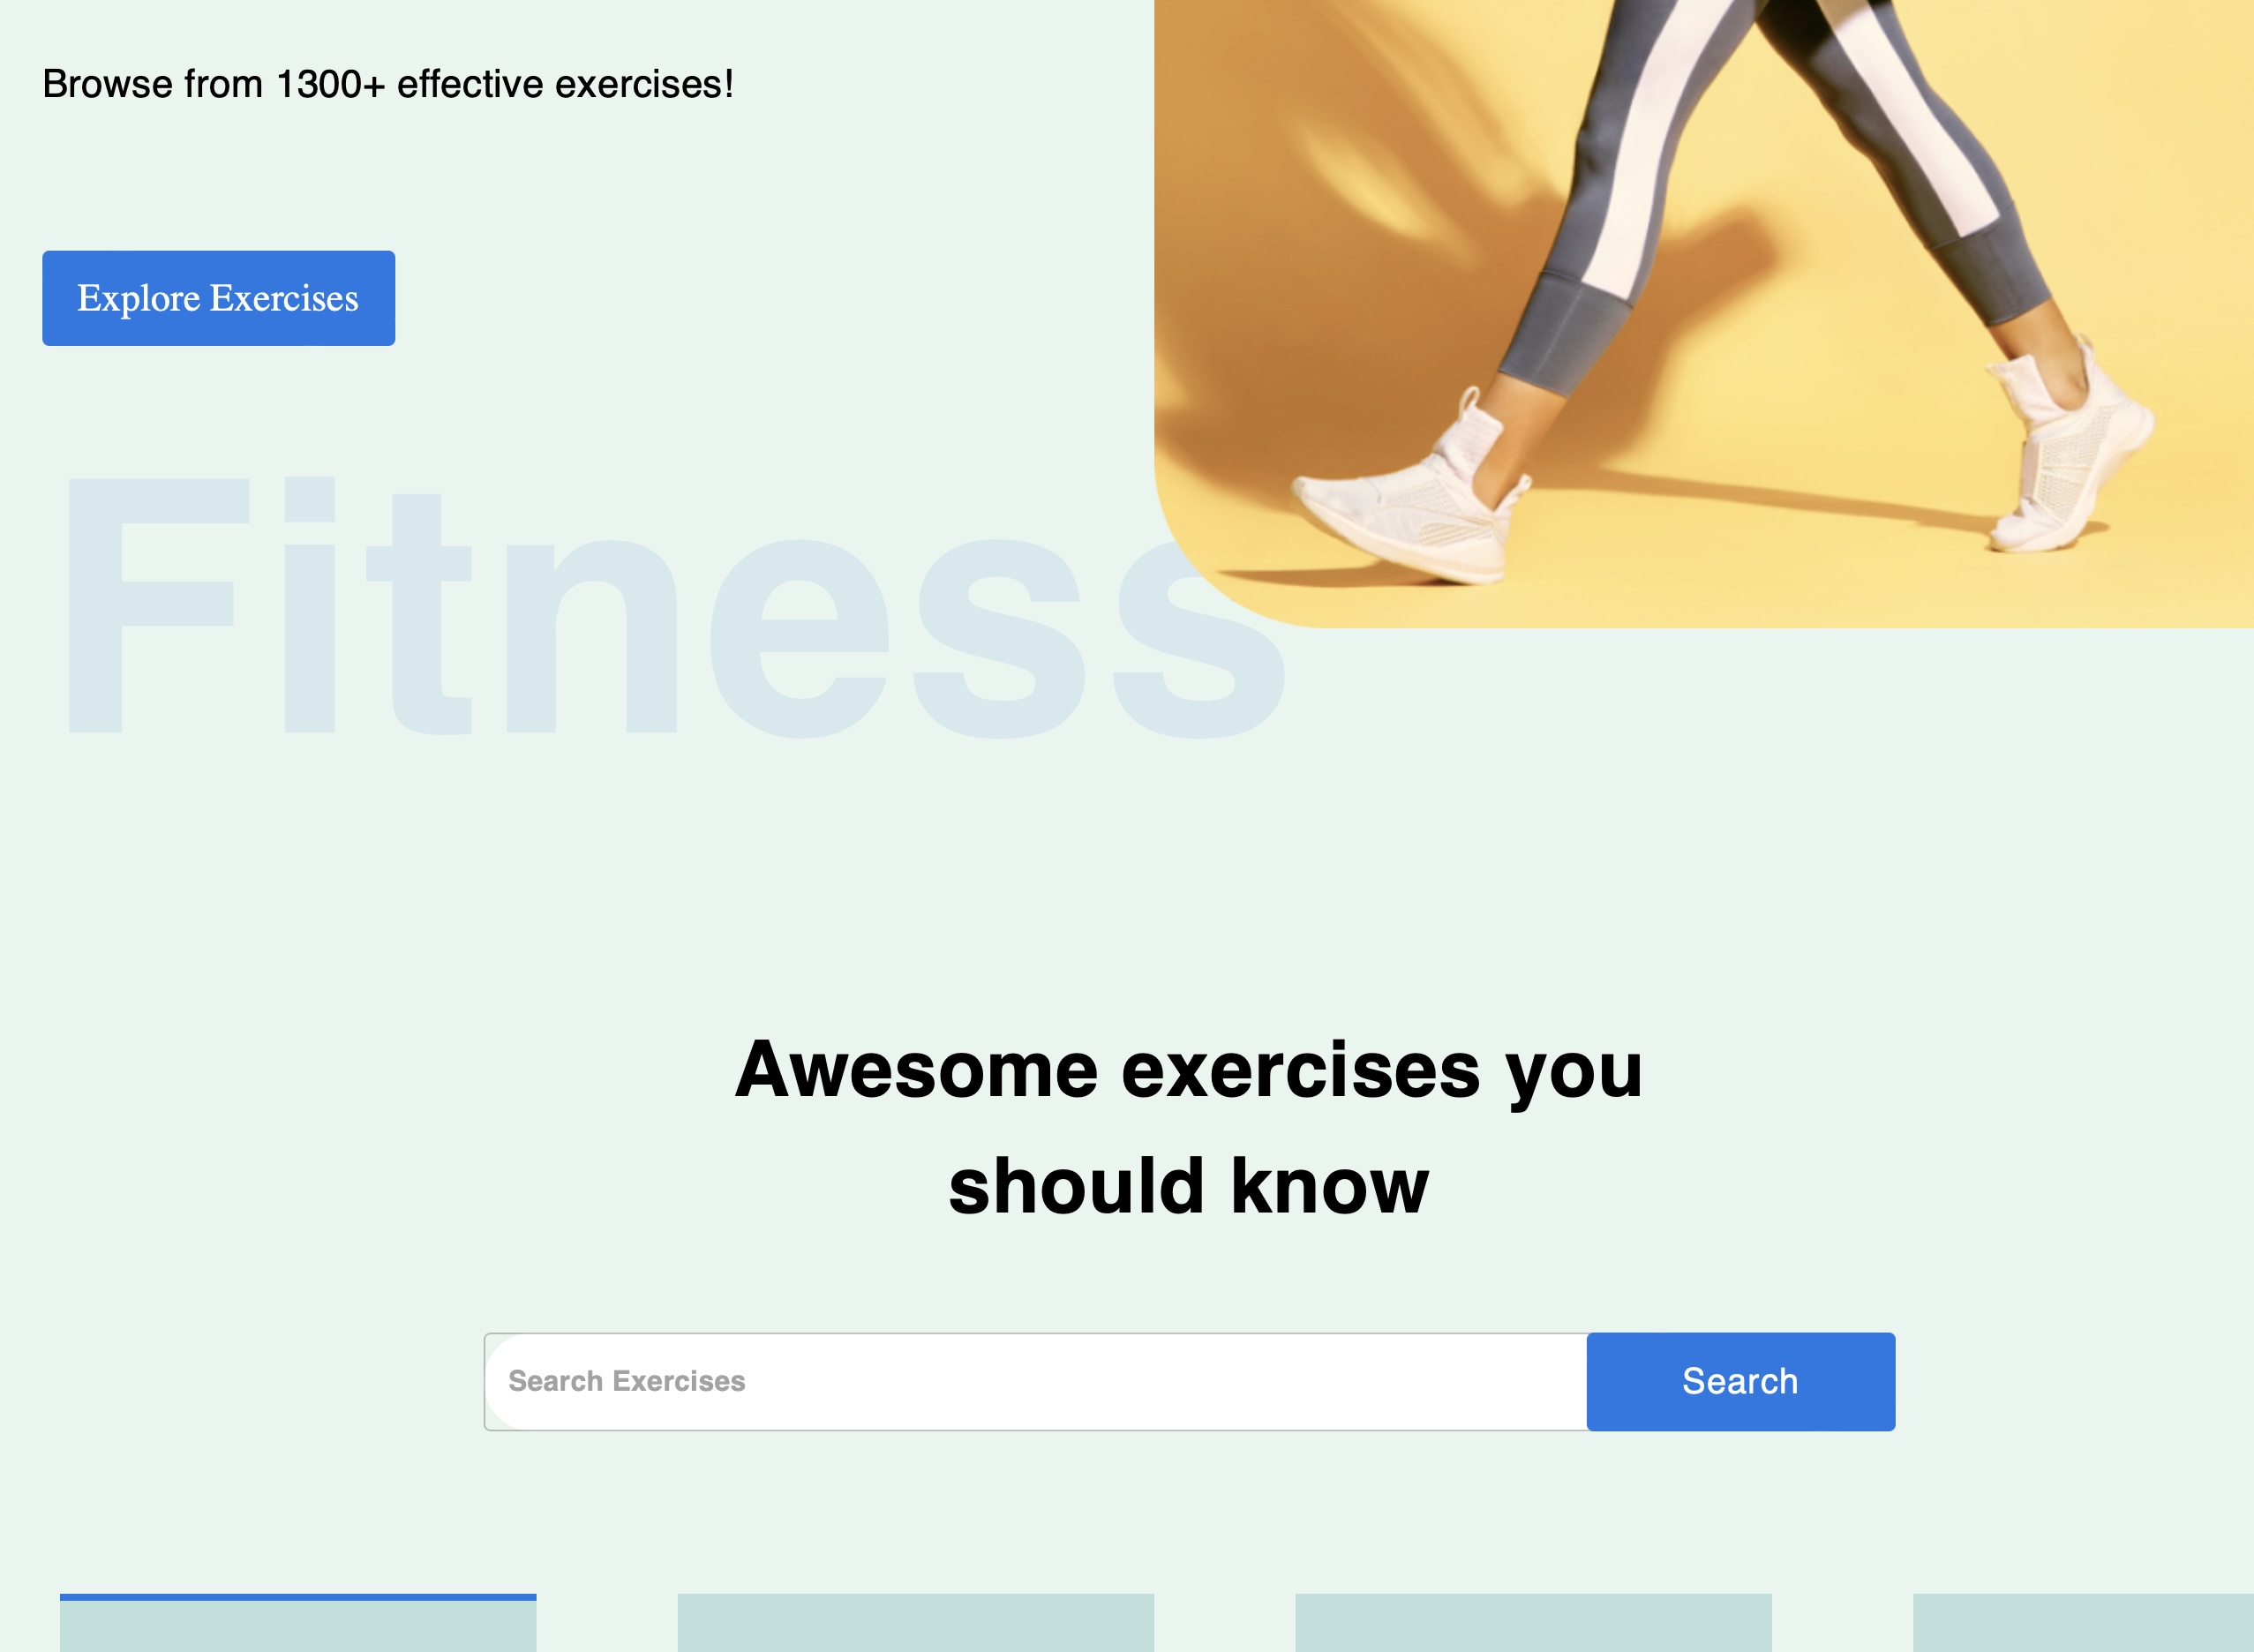 Browse from 1300+ effective exercises!
Explore Exercises
Fitness
Awesome exercises you
should know
Search Exercises
Search